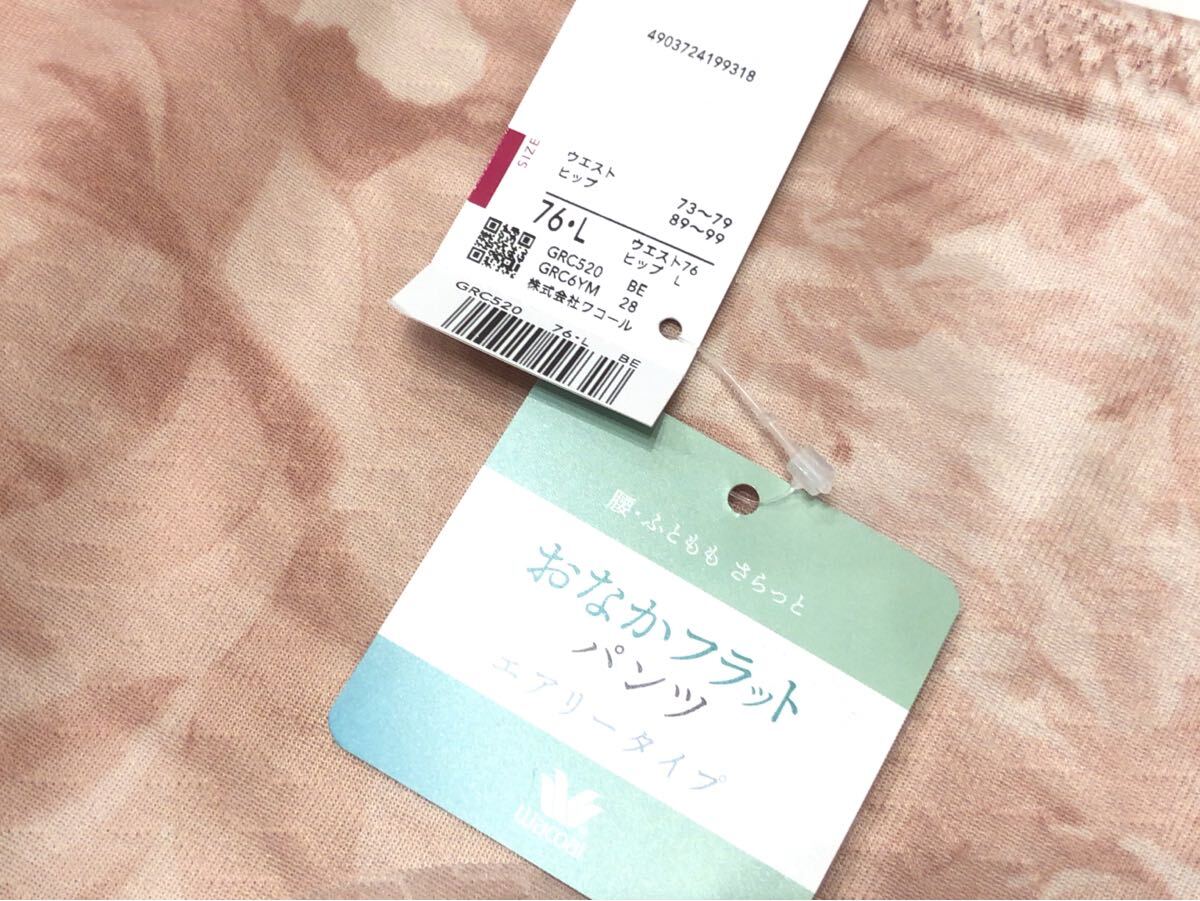 4903724199318
SIZE
ウエスト 73〜79
ヒップ 89〜99
76・L ウエスト76
ヒップ L
GRC520 BE
GRC6YM 28
株式会社ワコール
GRC520 76・L BE
腰・ふともも さらっと
おなかフラット
パンツ
エアリータイプ
Wacoal